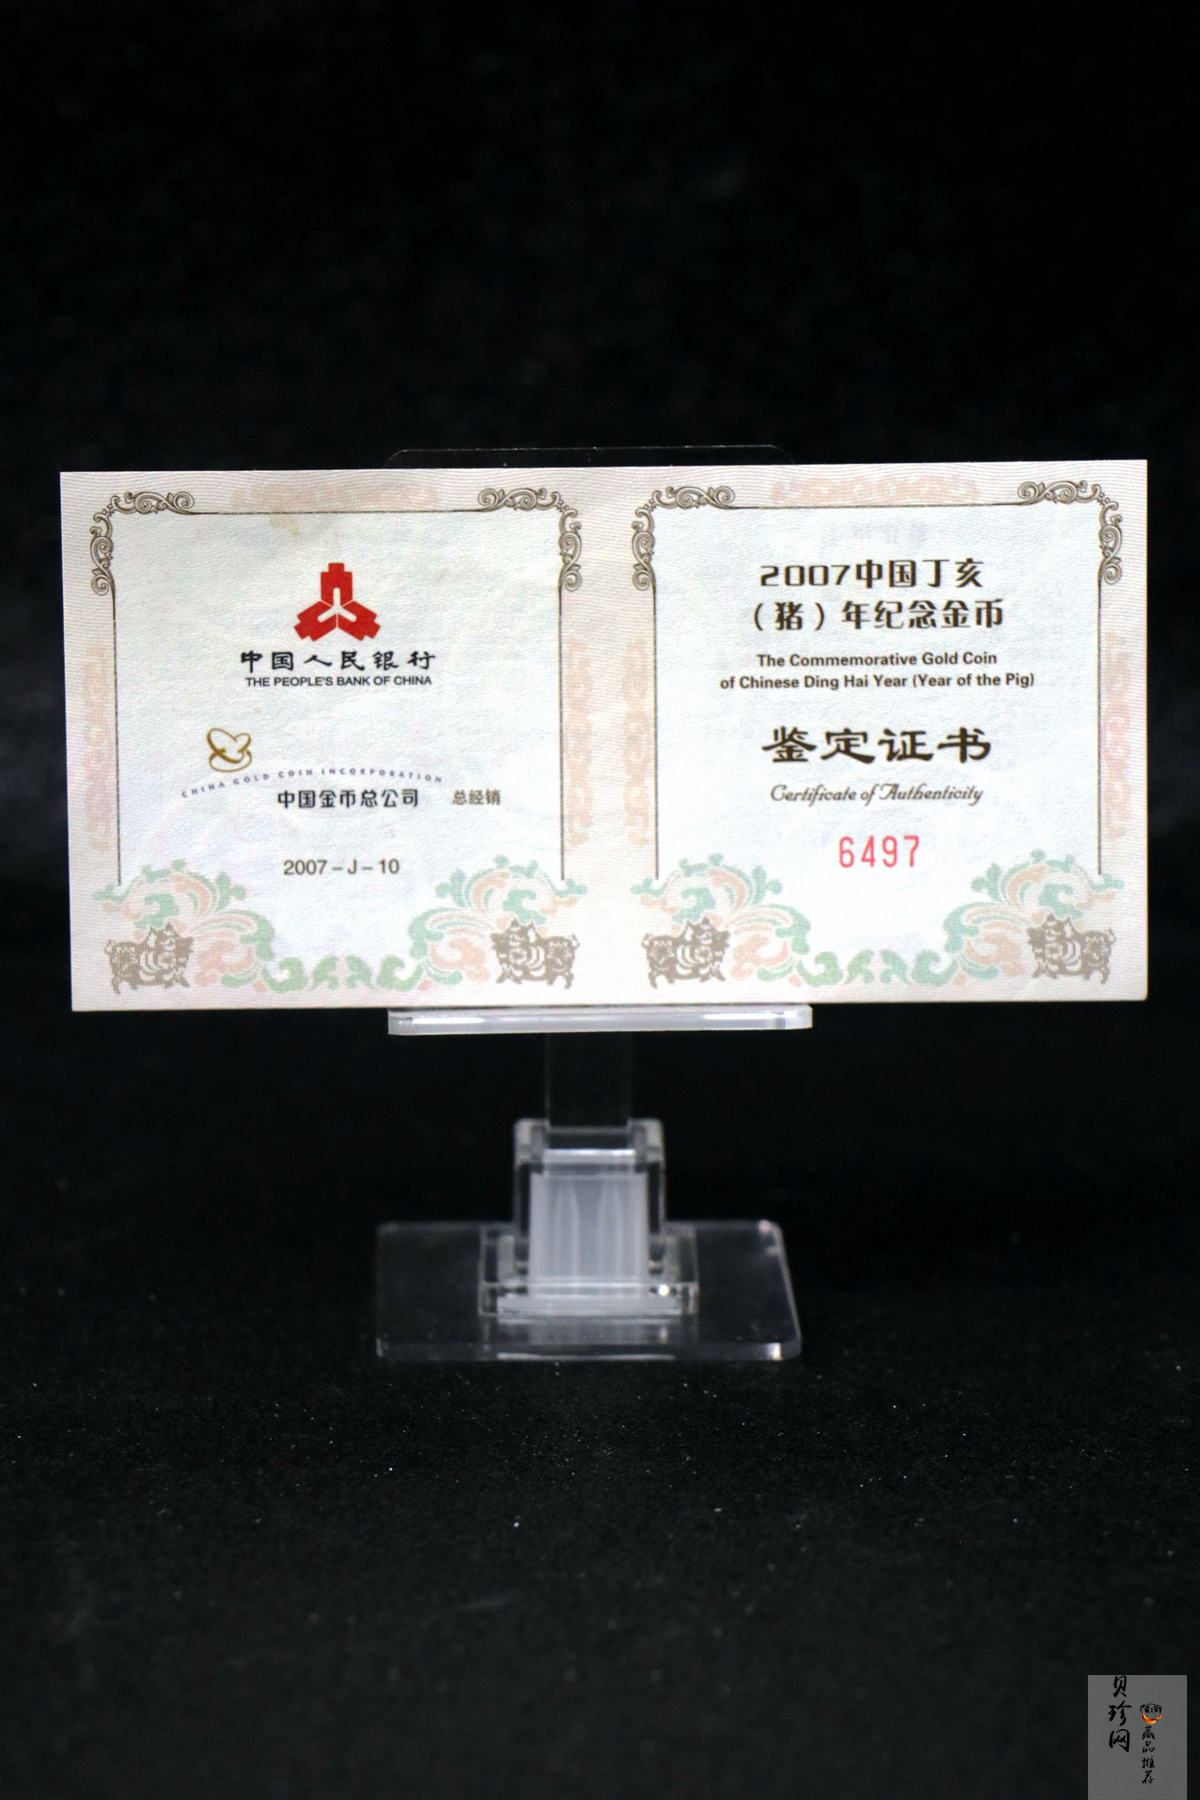 中国人民银行
THE PEOPLE'S BANK OF CHINA
CHINA GOLD COIN INCORPORATION
中国金币总公司 总经销
2007-J-10
2007中国丁亥
（猪）年纪念金币
The Commemorative Gold Coin
of Chinese Ding Hai Year (Year of the Pig)
鉴定证书
Certificate of Authenticity
6497
贝珍网
藏品推荐